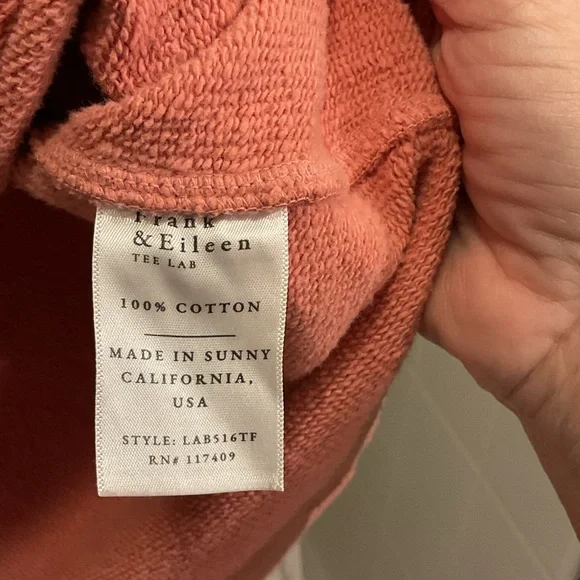 Frank
& Eileen
TEE LAB
100% COTTON
MADE IN SUNNY
CALIFORNIA,
USA
STYLE: LAB516TF
RN# 117409